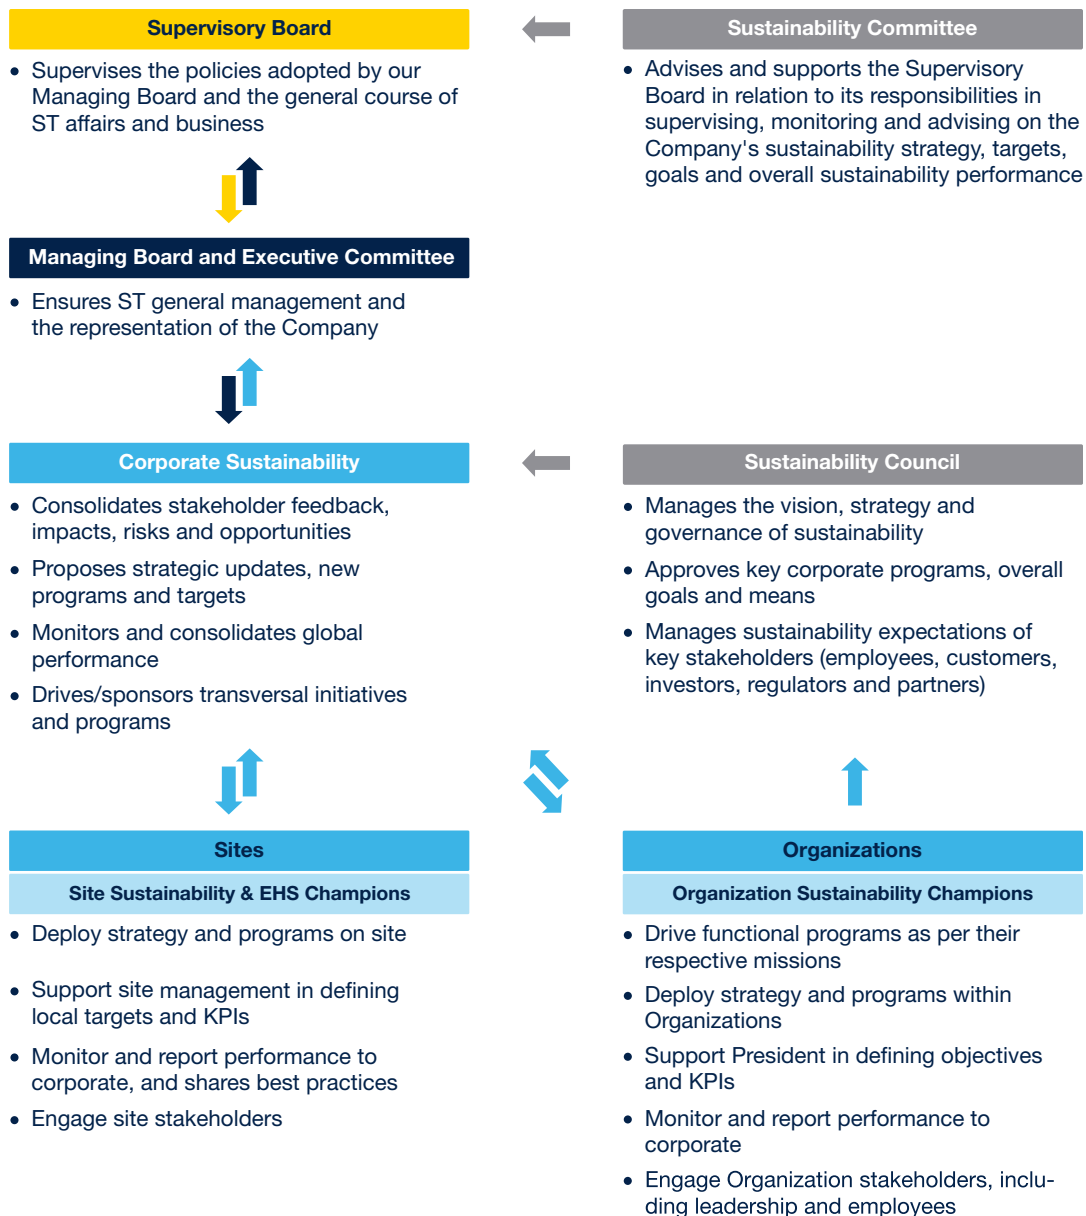 Supervisory Board
• Supervises the policies adopted by our
Managing Board and the general course of
ST affairs and business
Sustainability Committee
• Advises and supports the Supervisory
Board in relation to its responsibilities in
supervising, monitoring and advising on the
Company's sustainability strategy, targets,
goals and overall sustainability performance
Managing Board and Executive Committee
• Ensures ST general management and
the representation of the Company
Corporate Sustainability
• Consolidates stakeholder feedback,
impacts, risks and opportunities
• Proposes strategic updates, new
programs and targets
• Monitors and consolidates global
performance
• Drives/sponsors transversal initiatives
and programs
Sustainability Council
• Manages the vision, strategy and
governance of sustainability
• Approves key corporate programs, overall
goals and means
• Manages sustainability expectations of
key stakeholders (employees, customers,
investors, regulators and partners)
Sites
Site Sustainability & EHS Champions
• Deploy strategy and programs on site
• Support site management in defining
local targets and KPIs
• Monitor and report performance to
corporate, and shares best practices
• Engage site stakeholders
Organizations
Organization Sustainability Champions
• Drive functional programs as per their
respective missions
• Deploy strategy and programs within
Organizations
• Support President in defining objectives
and KPIs
• Monitor and report performance to
corporate
• Engage Organization stakeholders, inclu-
ding leadership and employees